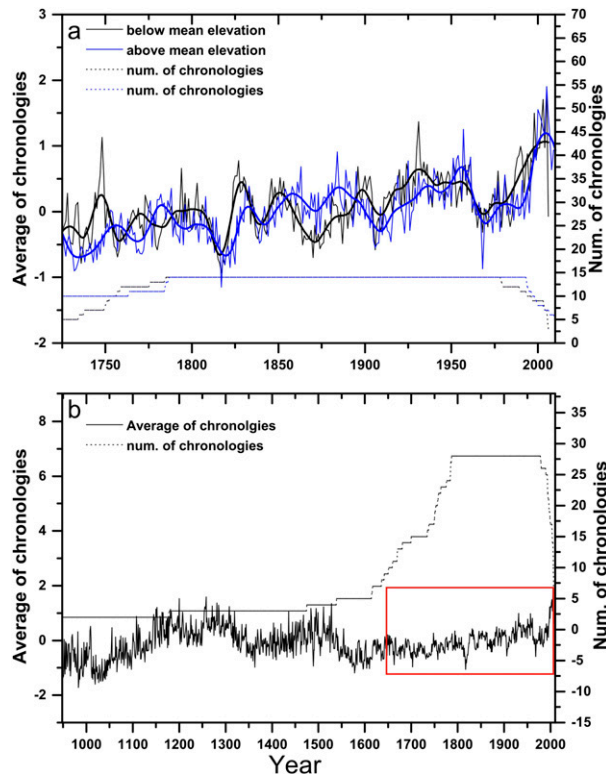 a
below mean elevation
above mean elevation
num. of chronologies
num. of chronologies
Average of chronologies
3
2
1
0
-1
-2
Num. of chronologies
70
65
60
55
50
45
40
35
30
25
20
15
10
5
0
1750 1800 1850 1900 1950 2000
b
Average of chronolgies
num. of chronologies
Average of chronologies
8
6
4
2
0
-2
Num. of chronologies
35
30
25
20
15
10
5
0
-5
-10
-15
1000 1100 1200 1300 1400 1500 1600 1700 1800 1900 2000
Year